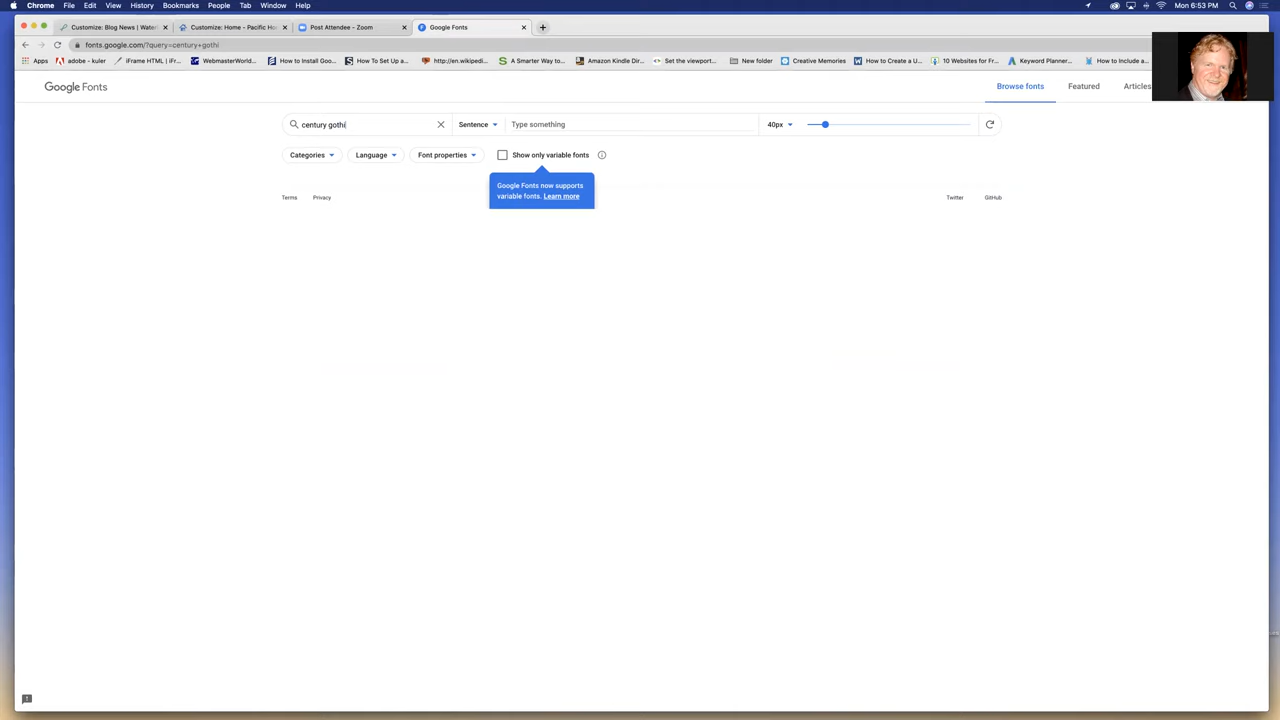 Chrome File Edit View History Bookmarks People Tab Window Help Mon 6:53 PM
Customize: Blog News | Water Customize: Home - Pacific Ho Post Attendee - Zoom Google Fonts
fonts.google.com/?query=century+gothi
Apps adobe - kuler iFrame HTML | iFr... WebmasterWorld... How to Install Goo... How To Set Up a... http://en.wikipedi... A Smarter Way to... Amazon Kindle Dir... Set the viewport... New folder Creative Memories How to Create a U... 10 Websites for Fr... Keyword Planner... How to Include a...
Google Fonts Browse fonts Featured Articles
century gothi Sentence Type something 40px
Categories Language Font properties Show only variable fonts
Google Fonts now supports
variable fonts. Learn more
Terms Privacy Twitter GitHub